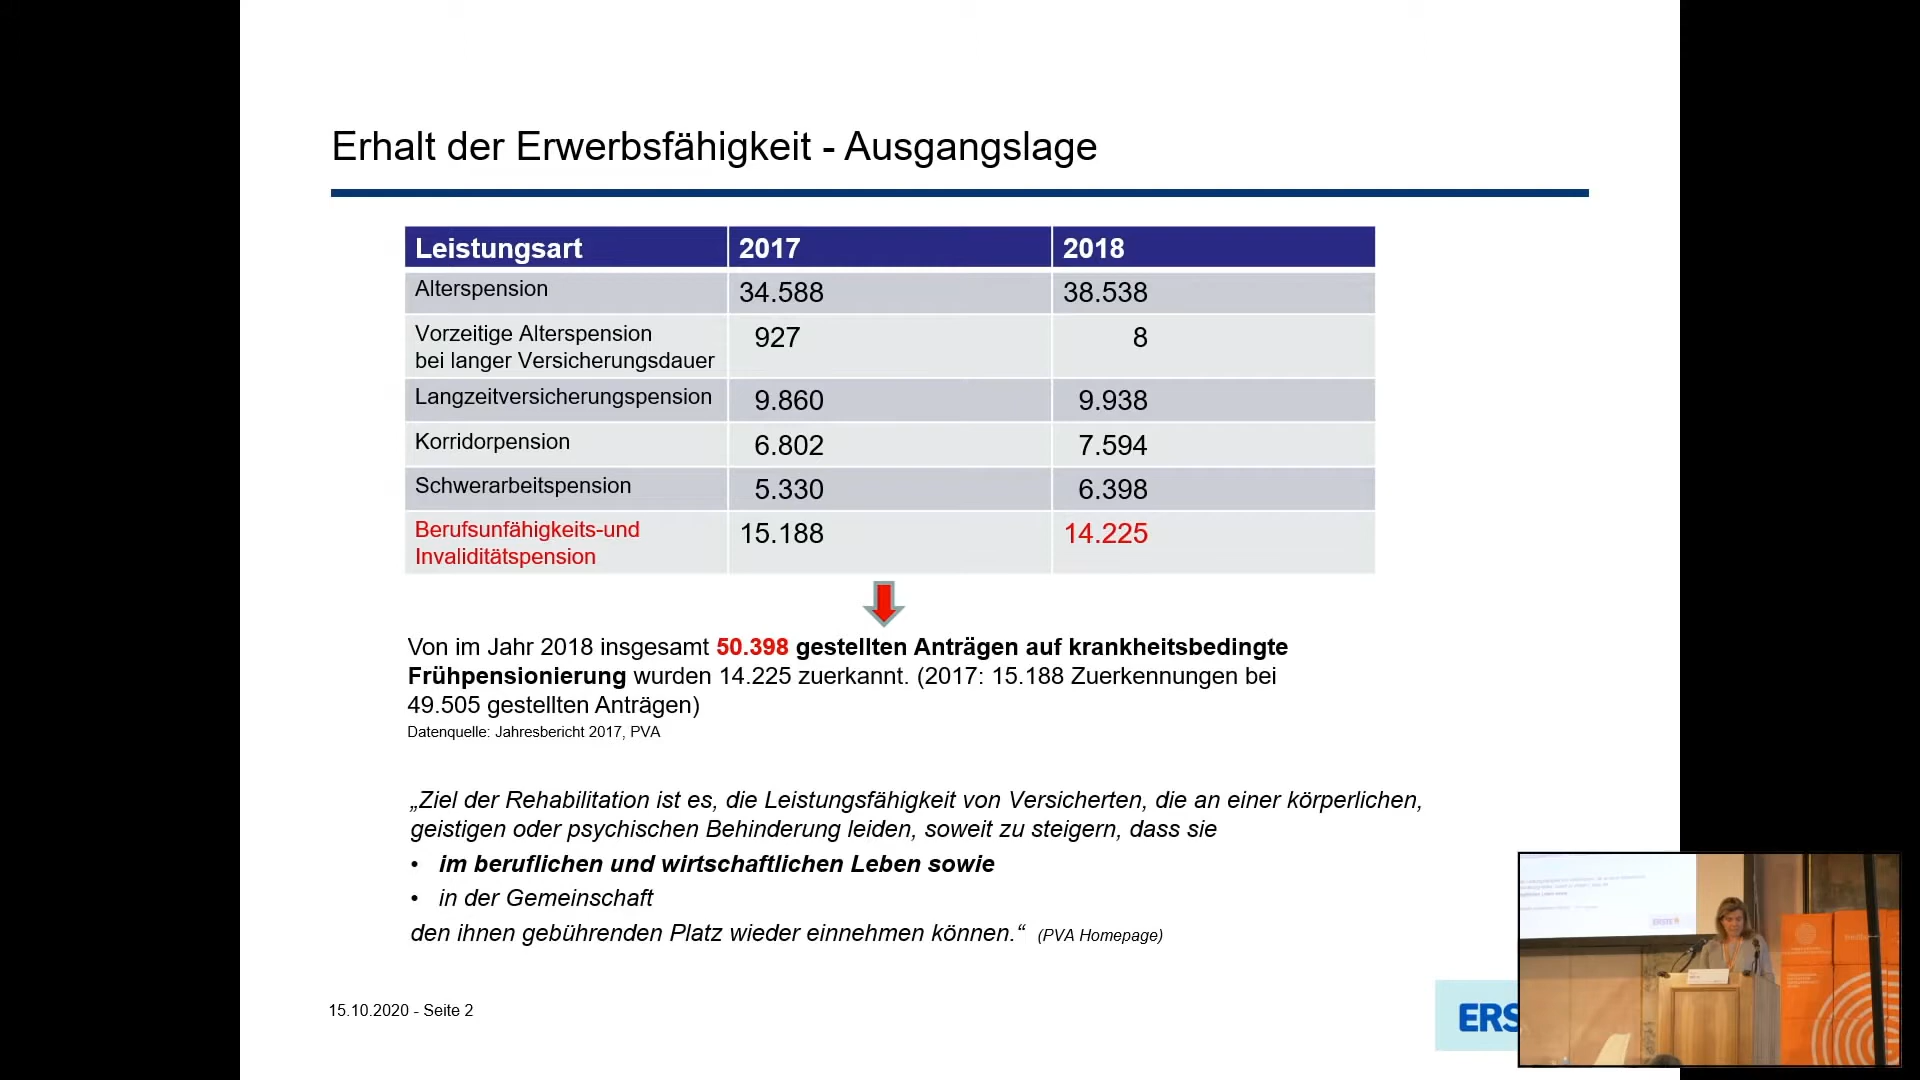 Erhalt der Erwerbsfähigkeit - Ausgangslage
Leistungsart 2017 2018
Alterspension 34.588 38.538
Vorzeitige Alterspension
bei langer Versicherungsdauer 927 8
Langzeitversicherungspension 9.860 9.938
Korridorpension 6.802 7.594
Schwerarbeitspension 5.330 6.398
Berufsunfähigkeits-und
Invaliditätspension 15.188 14.225
Von im Jahr 2018 insgesamt 50.398 gestellten Anträgen auf krankheitsbedingte
Frühpensionierung wurden 14.225 zuerkannt. (2017: 15.188 Zuerkennungen bei
49.505 gestellten Anträgen)
Datenquelle: Jahresbericht 2017, PVA
„Ziel der Rehabilitation ist es, die Leistungsfähigkeit von Versicherten, die an einer körperlichen,
geistigen oder psychischen Behinderung leiden, soweit zu steigern, dass sie
• im beruflichen und wirtschaftlichen Leben sowie
• in der Gemeinschaft
den ihnen gebührenden Platz wieder einnehmen können.“ (PVA Homepage)
15.10.2020 - Seite 2
ERS
ERSTE